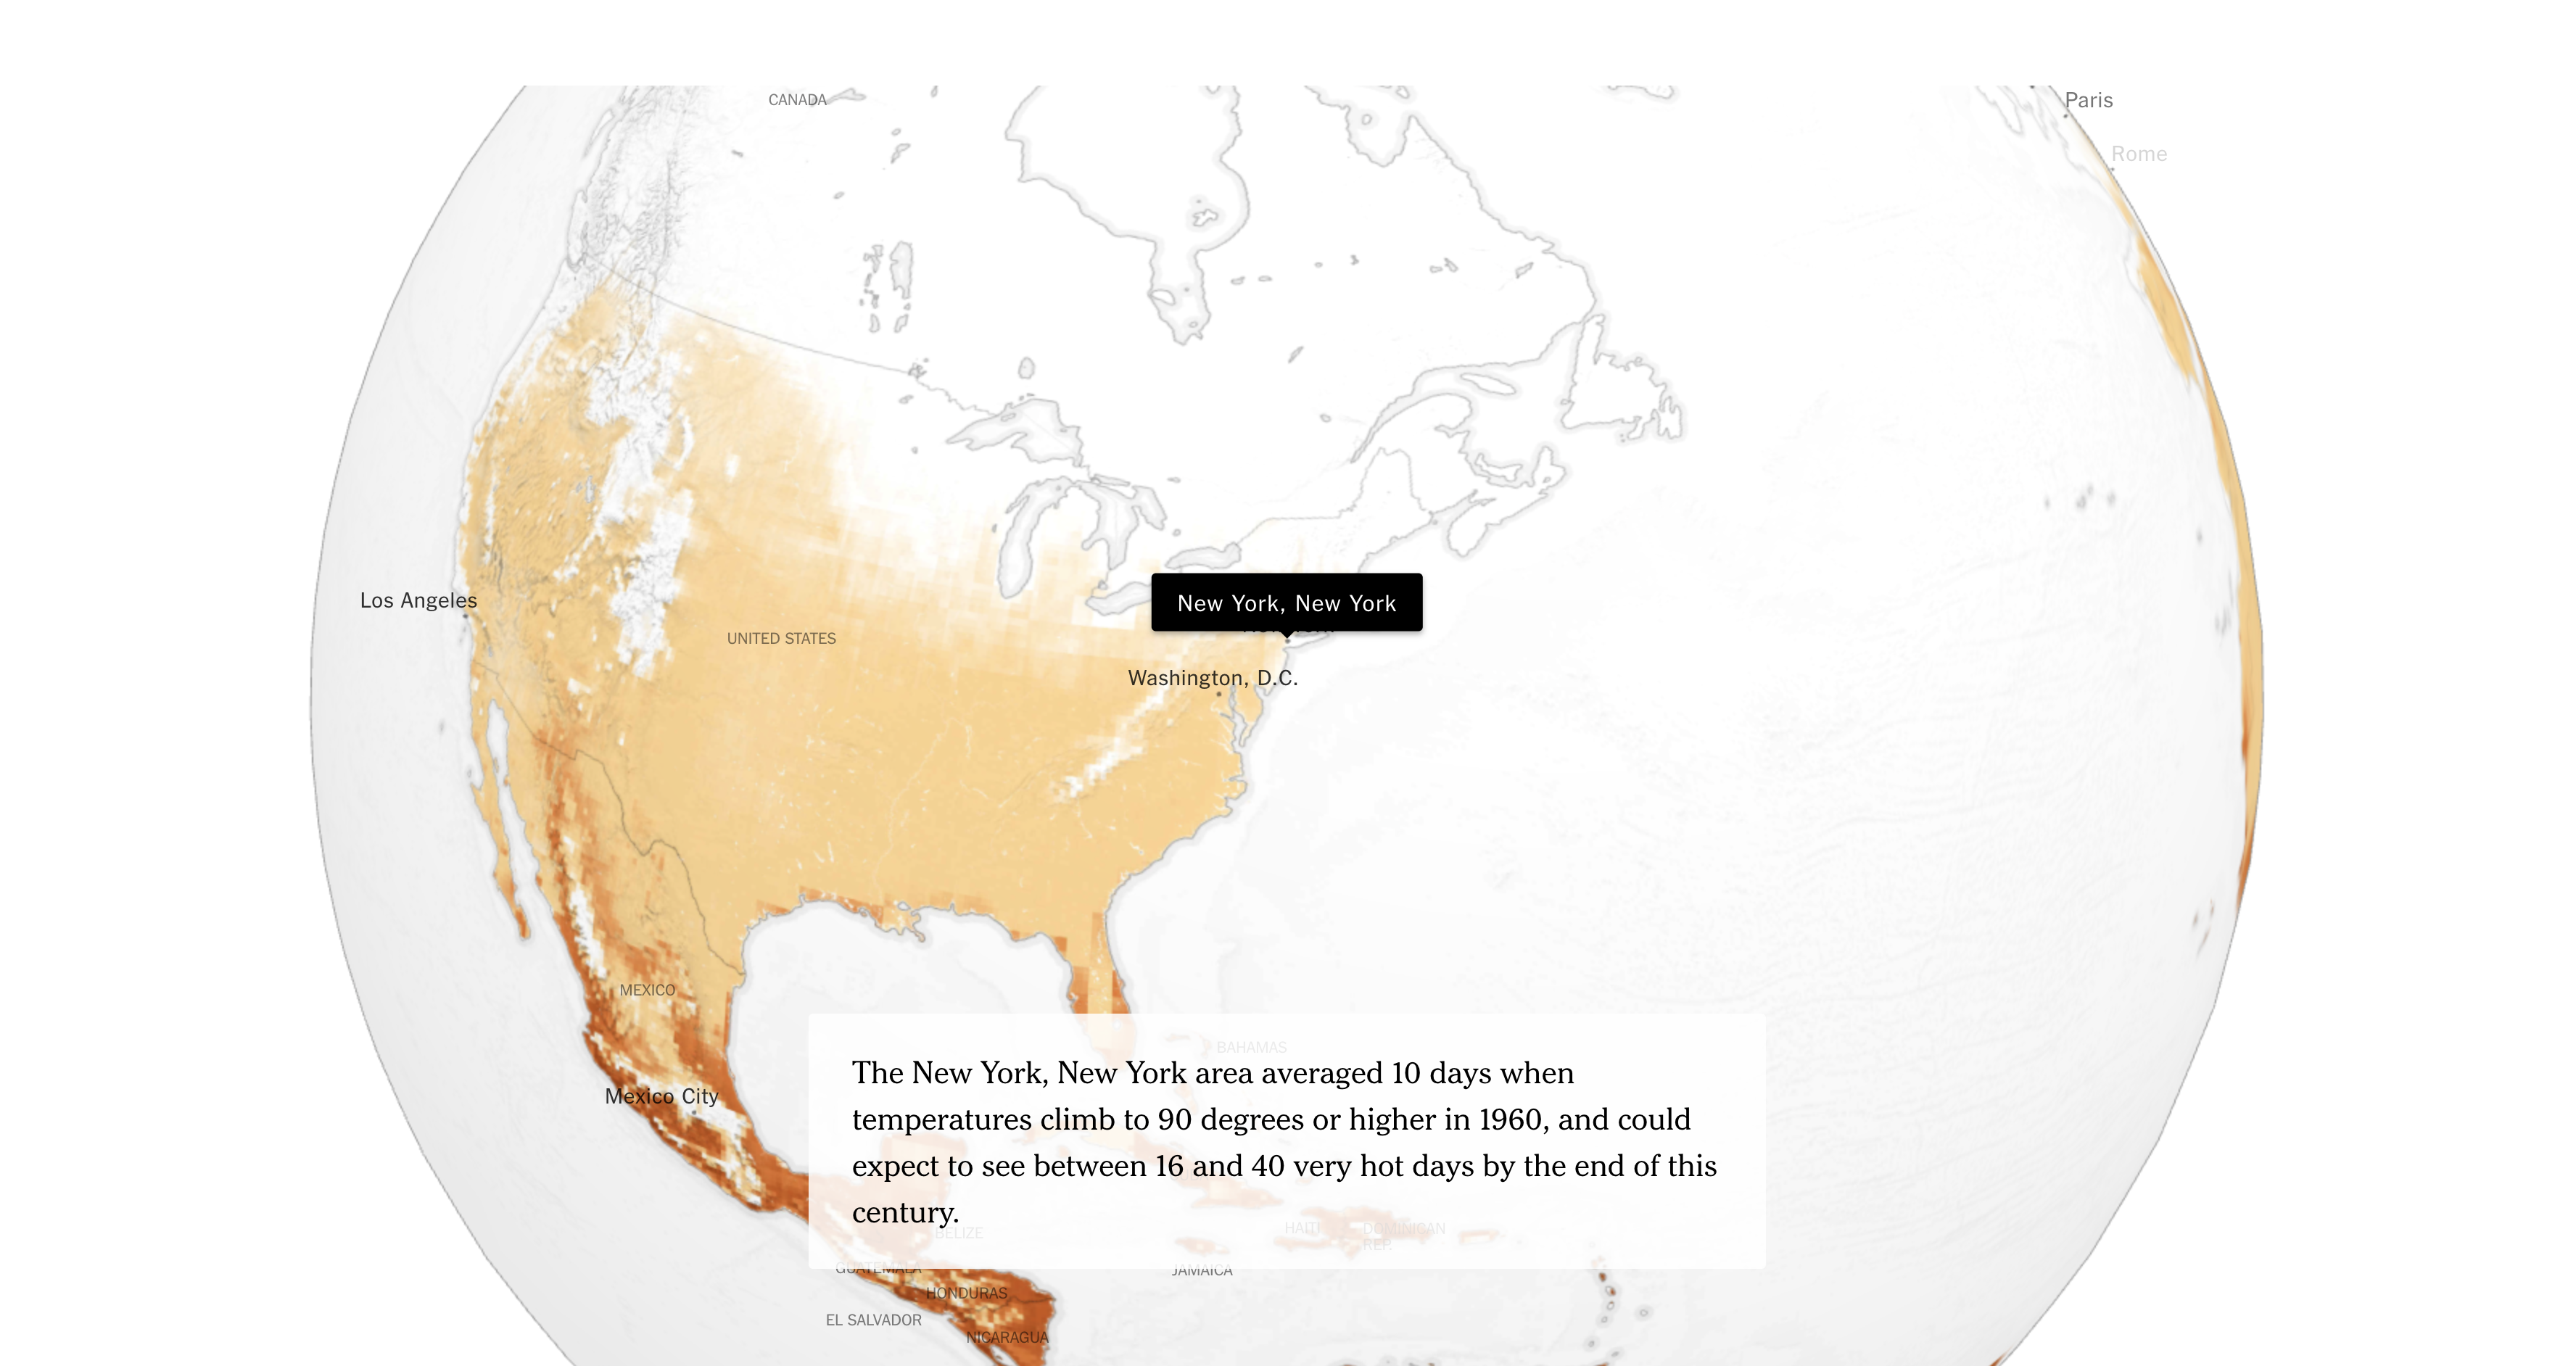 CANADA
Paris
Rome
Los Angeles
New York, New York
UNITED STATES
Washington, D.C.
MEXICO
BAHAMAS
The New York, New York area averaged 10 days when
Mexico City
temperatures climb to 90 degrees or higher in 1960, and could
expect to see between 16 and 40 very hot days by the end of this
century.
BELIZE
HAITI
DOMINICAN
REP.
GUATEMALA
JAMAICA
HONDURAS
EL SALVADOR
NICARAGUA